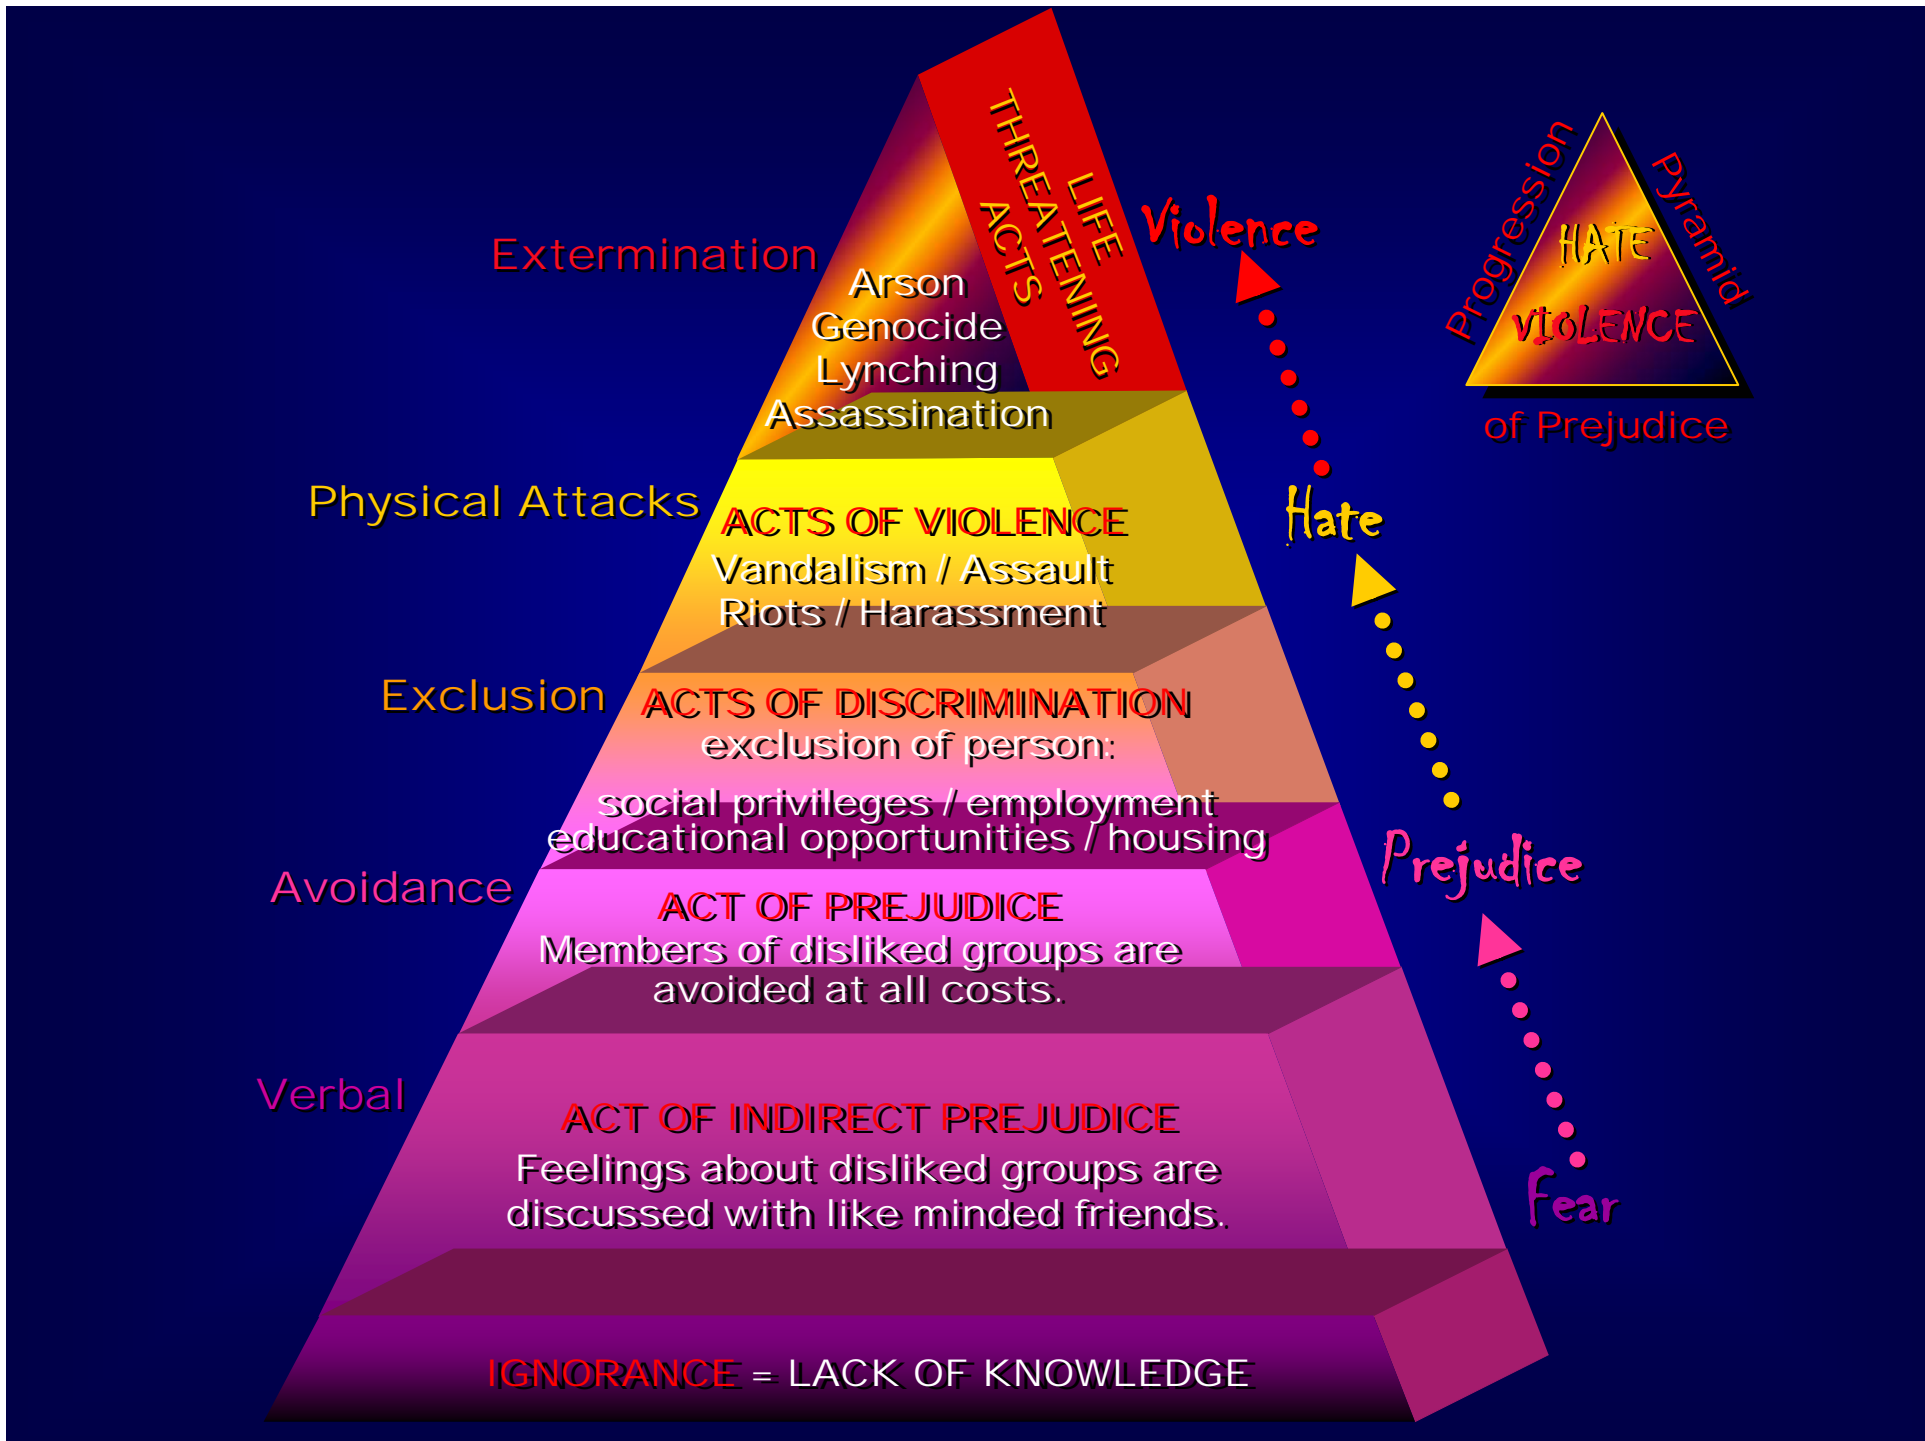 Progression
Pyramid
HATE
VIOLENCE
of Prejudice
LIFE
THREATENING
ACTS
Extermination
Arson
Genocide
Lynching
Assassination
Violence
Physical Attacks
ACTS OF VIOLENCE
Vandalism / Assault
Riots / Harassment
Hate
Exclusion
ACTS OF DISCRIMINATION
exclusion of person:
social privileges / employment
educational opportunities / housing
Prejudice
Avoidance
ACT OF PREJUDICE
Members of disliked groups are
avoided at all costs.
Verbal
ACT OF INDIRECT PREJUDICE
Feelings about disliked groups are
discussed with like minded friends.
Fear
IGNORANCE = LACK OF KNOWLEDGE